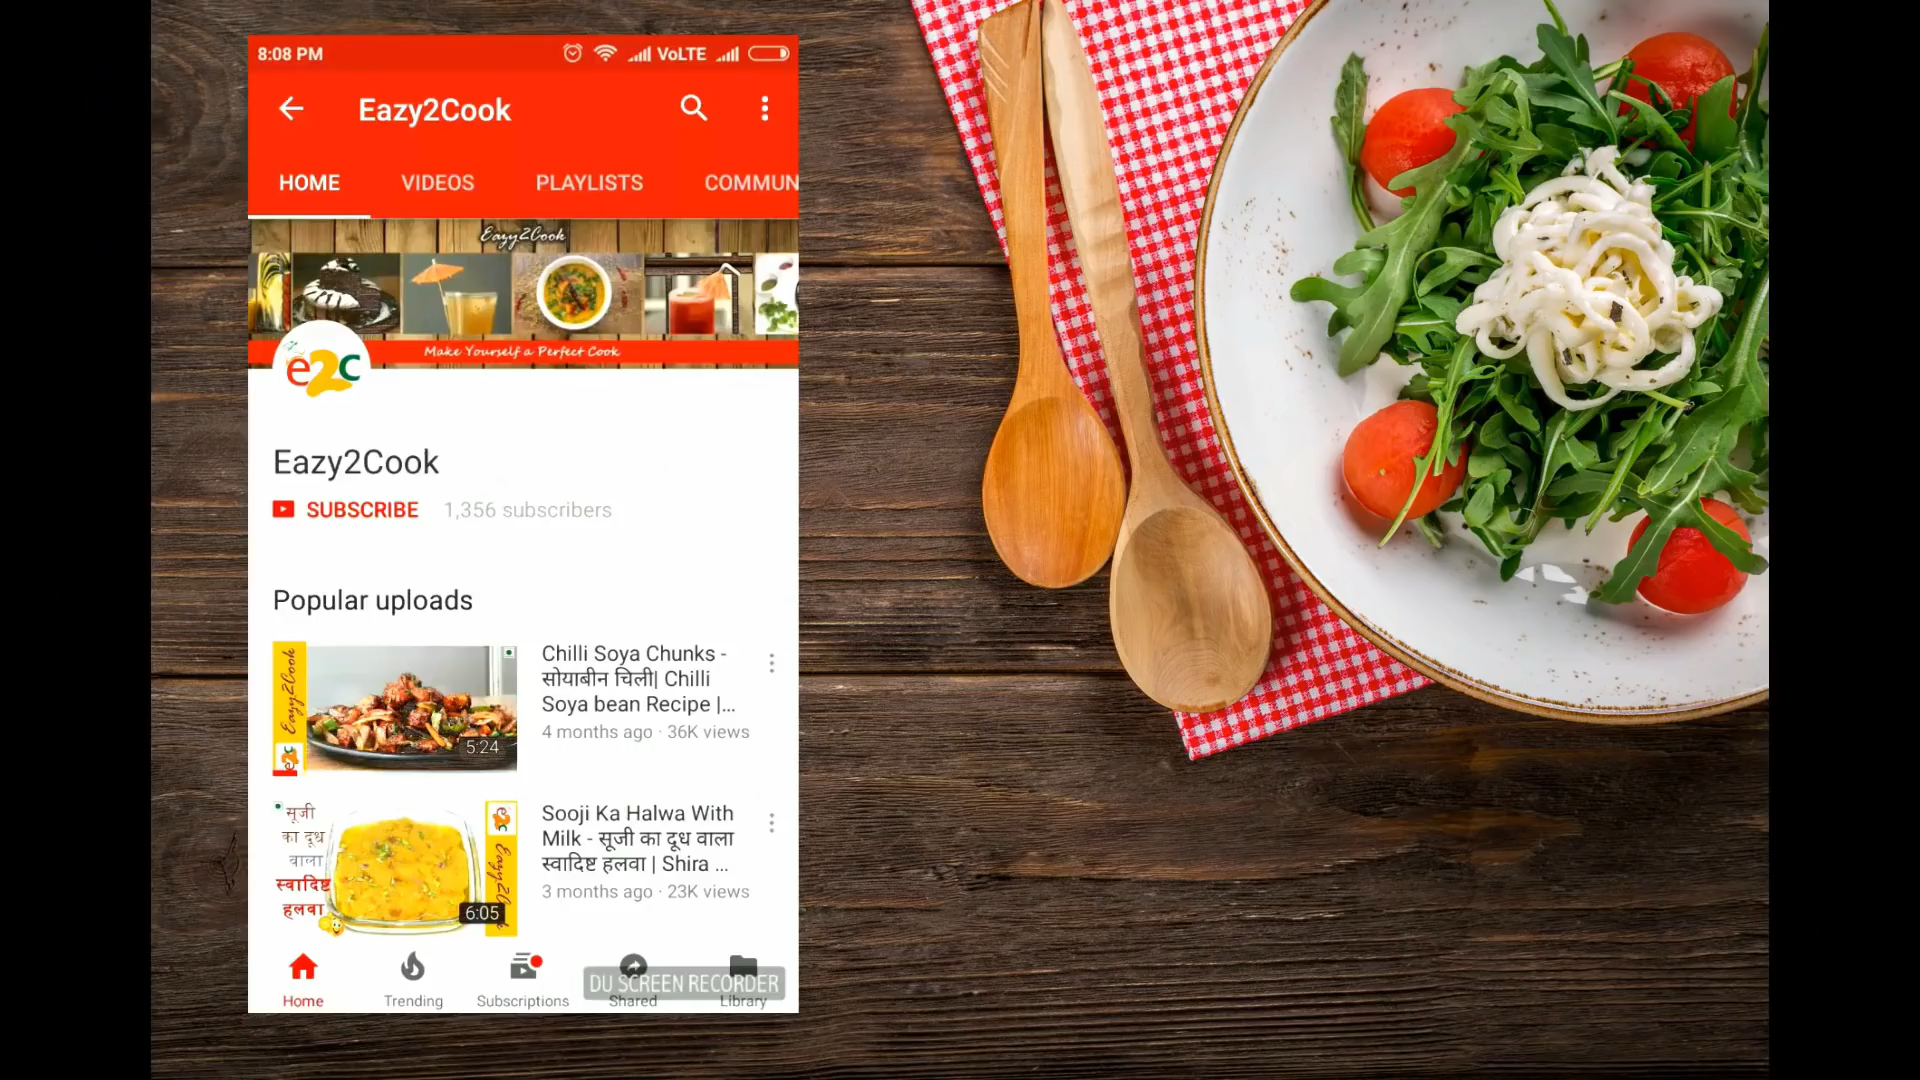 8:08 PM VoLTE
Eazy2Cook
HOME VIDEOS PLAYLISTS COMMUN
Eazy2Cook
Make Yourself a Perfect Cook
e2c
Eazy2Cook
SUBSCRIBE 1,356 subscribers
Popular uploads
Eazy2Cook
e2c
5:24
Chilli Soya Chunks -
सोयाबीन चिली| Chilli
Soya bean Recipe |...
4 months ago · 36K views
सूजी
का दूध
वाला
स्वादिष्ट
हलवा
e2c
6:05
Sooji Ka Halwa With
Milk - सूजी का दूध वाला
स्वादिष्ट हलवा | Shira ...
3 months ago · 23K views
DU SCREEN RECORDER
Home Trending Subscriptions Shared Library